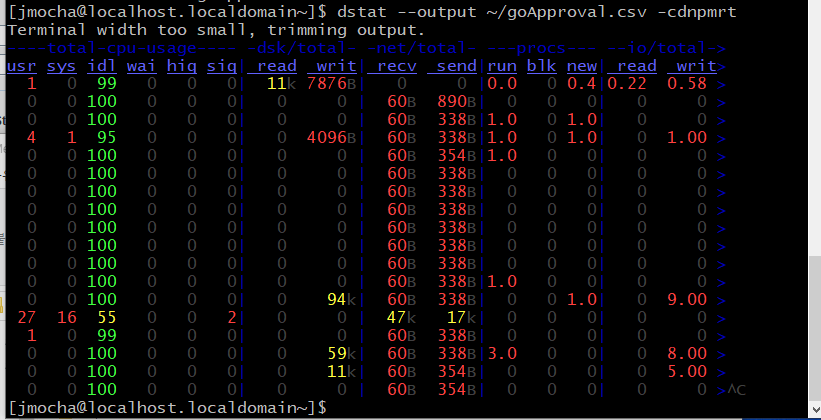 [jmocha@localhost.localdomain~]$ dstat --output ~/goApproval.csv -cdnpmrt
Terminal width too small, trimming output.
----total-cpu-usage---- -dsk/total- -net/total- ---procs--- --io/total->
usr sys idl wai hiq siq| read writ| recv send|run blk new| read writ>
1 0 99 0 0 0| 11k 7876B| 0 0 |0.0 0 0.4|0.22 0.58 >
0 0 100 0 0 0| 0 0 | 60B 890B| 0 0 0| 0 0 >
0 0 100 0 0 0| 0 0 | 60B 338B|1.0 0 1.0| 0 0 >
4 1 95 0 0 0| 0 4096B| 60B 338B|1.0 0 1.0| 0 1.00 >
0 0 100 0 0 0| 0 0 | 60B 354B|1.0 0 0| 0 0 >
0 0 100 0 0 0| 0 0 | 60B 338B| 0 0 0| 0 0 >
0 0 100 0 0 0| 0 0 | 60B 338B| 0 0 0| 0 0 >
0 0 100 0 0 0| 0 0 | 60B 338B| 0 0 0| 0 0 >
0 0 100 0 0 0| 0 0 | 60B 338B| 0 0 0| 0 0 >
0 0 100 0 0 0| 0 0 | 60B 338B| 0 0 0| 0 0 >
0 0 100 0 0 0| 0 0 | 60B 338B| 0 0 0| 0 0 >
0 0 100 0 0 0| 0 0 | 60B 338B|1.0 0 0| 0 0 >
0 0 100 0 0 0| 0 94k| 60B 338B| 0 0 1.0| 0 9.00 >
27 16 55 0 0 2| 0 0 | 47k 17k| 0 0 0| 0 0 >
1 0 99 0 0 0| 0 0 | 60B 338B| 0 0 0| 0 0 >
0 0 100 0 0 0| 0 59k| 60B 338B|3.0 0 0| 0 8.00 >
0 0 100 0 0 0| 0 11k| 60B 354B| 0 0 0| 0 5.00 >
0 0 100 0 0 0| 0 0 | 60B 354B| 0 0 0| 0 0 >^C
[jmocha@localhost.localdomain~]$